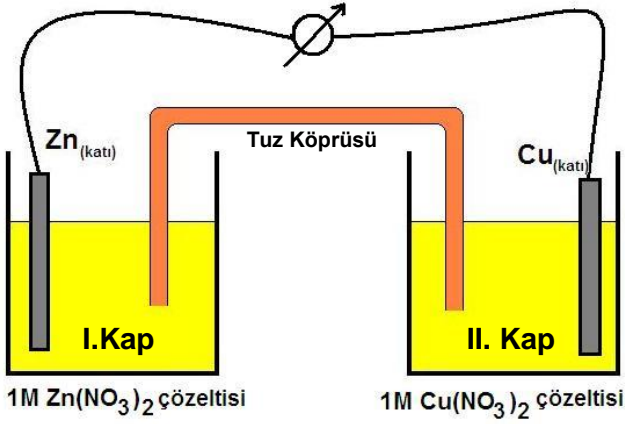 Tuz Köprüsü
Zn(katı)
Cu(katı)
I.Kap
II. Kap
1M Zn(NO3)2 çözeltisi
1M Cu(NO3)2 çözeltisi